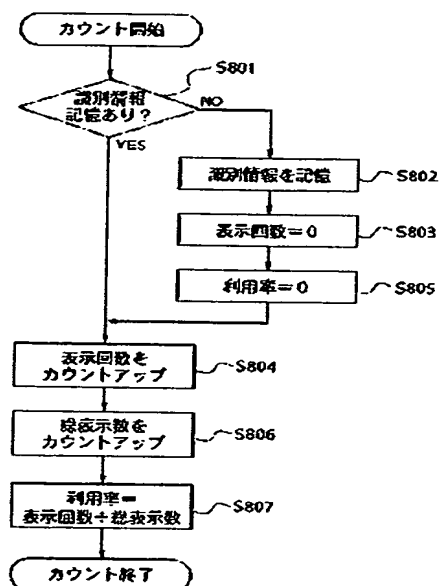 カウント開始
S801
識別情報
記憶あり？
NO
YES
識別情報を記憶
S802
表示回数＝0
S803
利用率＝0
S805
表示回数を
カウントアップ
S804
総表示数を
カウントアップ
S806
利用率＝
表示回数÷総表示数
S807
カウント終了